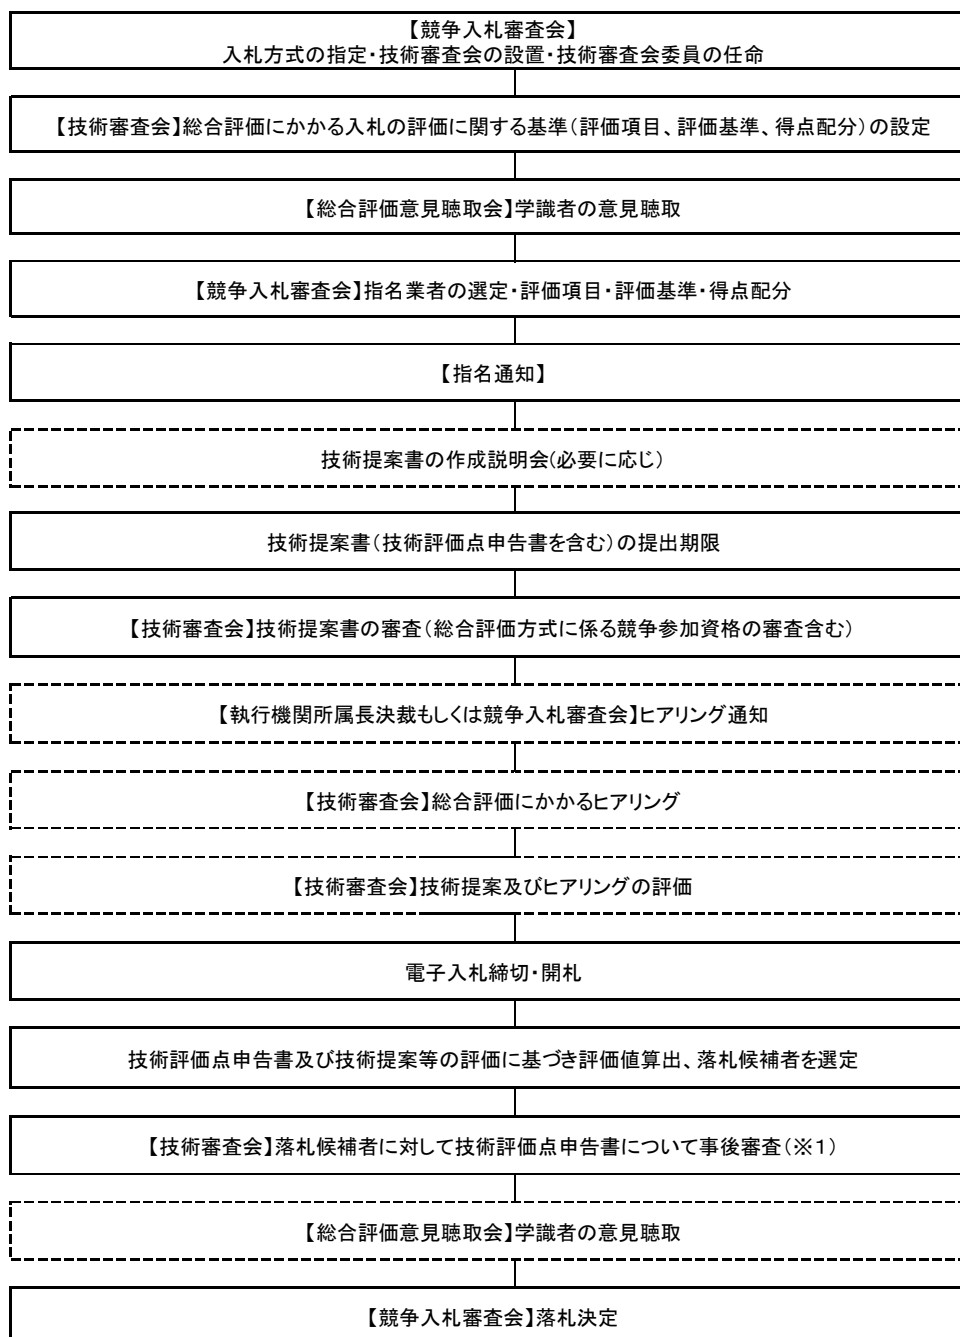 【競争入札審査会】
入札方式の指定・技術審査会の設置・技術審査会委員の任命
【技術審査会】総合評価にかかる入札の評価に関する基準（評価項目、評価基準、得点配分）の設定
【総合評価意見聴取会】学識者の意見聴取
【競争入札審査会】指名業者の選定・評価項目・評価基準・得点配分
【指名通知】
技術提案書の作成説明会(必要に応じ）
技術提案書（技術評価点申告書を含む）の提出期限
【技術審査会】技術提案書の審査（総合評価方式に係る競争参加資格の審査含む）
【執行機関所属長決裁もしくは競争入札審査会】ヒアリング通知
【技術審査会】総合評価にかかるヒアリング
【技術審査会】技術提案及びヒアリングの評価
電子入札締切・開札
技術評価点申告書及び技術提案等の評価に基づき評価値算出、落札候補者を選定
【技術審査会】落札候補者に対して技術評価点申告書について事後審査（※１）
【総合評価意見聴取会】学識者の意見聴取
【競争入札審査会】落札決定